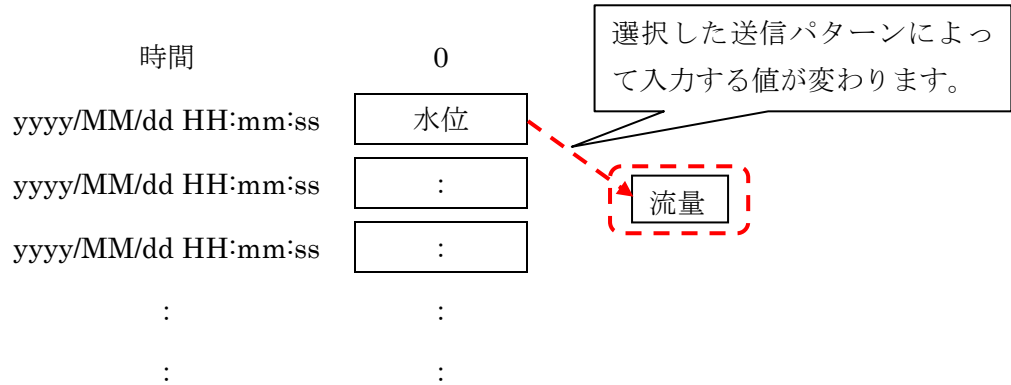 選択した送信パターンによっ
て入力する値が変わります。
時間 0
yyyy/MM/dd HH:mm:ss 水位
yyyy/MM/dd HH:mm:ss :
流量
yyyy/MM/dd HH:mm:ss :
: :
: :